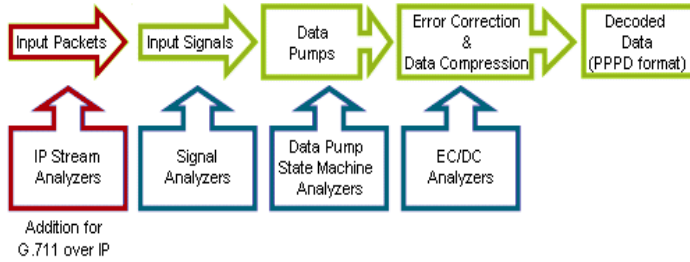 Input Packets
Input Signals
Data
Pumps
Error Correction
&
Data Compression
Decoded
Data
(PPPD format)
IP Stream
Analyzers
Signal
Analyzers
Data Pump
State Machine
Analyzers
EC/DC
Analyzers
Addition for
G.711 over IP